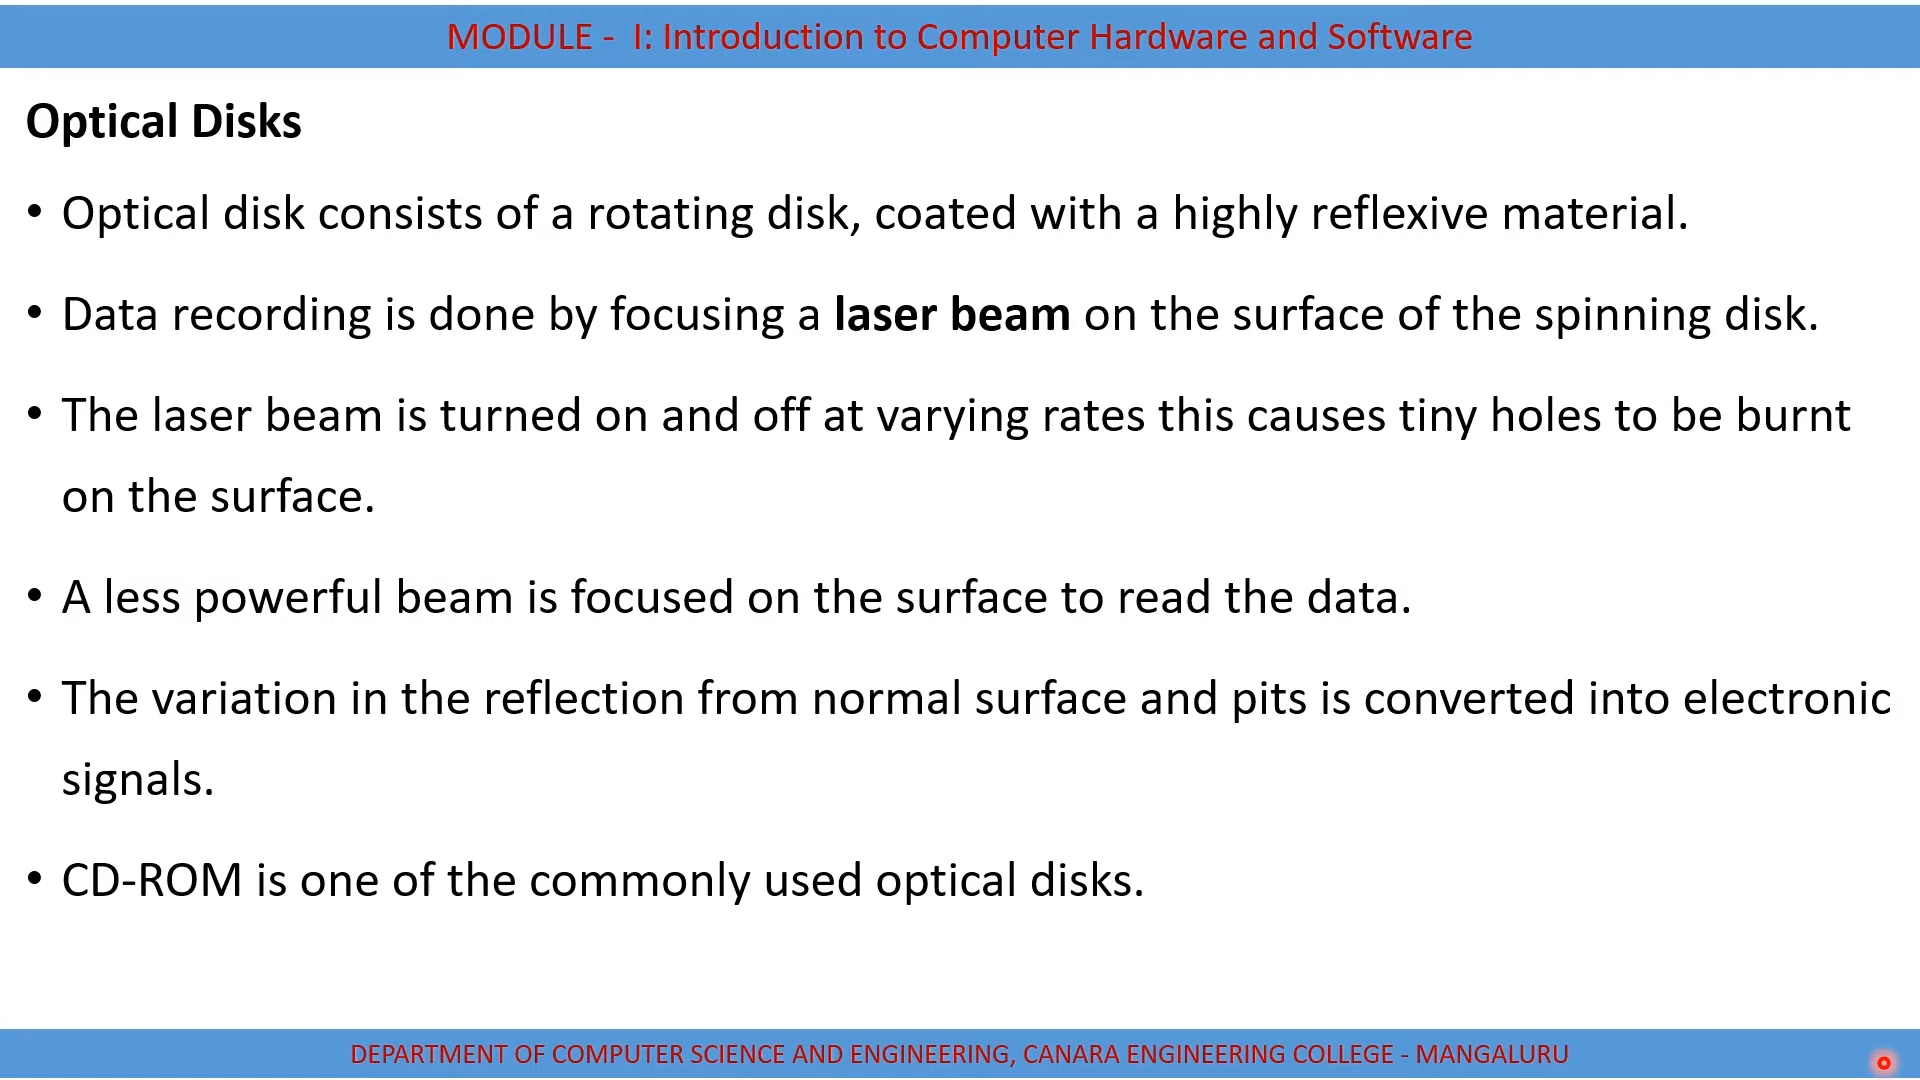 MODULE -  I: Introduction to Computer Hardware and Software
Optical Disks
• Optical disk consists of a rotating disk, coated with a highly reflexive material.
• Data recording is done by focusing a laser beam on the surface of the spinning disk.
• The laser beam is turned on and off at varying rates this causes tiny holes to be burnt
on the surface.
• A less powerful beam is focused on the surface to read the data.
• The variation in the reflection from normal surface and pits is converted into electronic
signals.
• CD-ROM is one of the commonly used optical disks.
DEPARTMENT OF COMPUTER SCIENCE AND ENGINEERING, CANARA ENGINEERING COLLEGE - MANGALURU